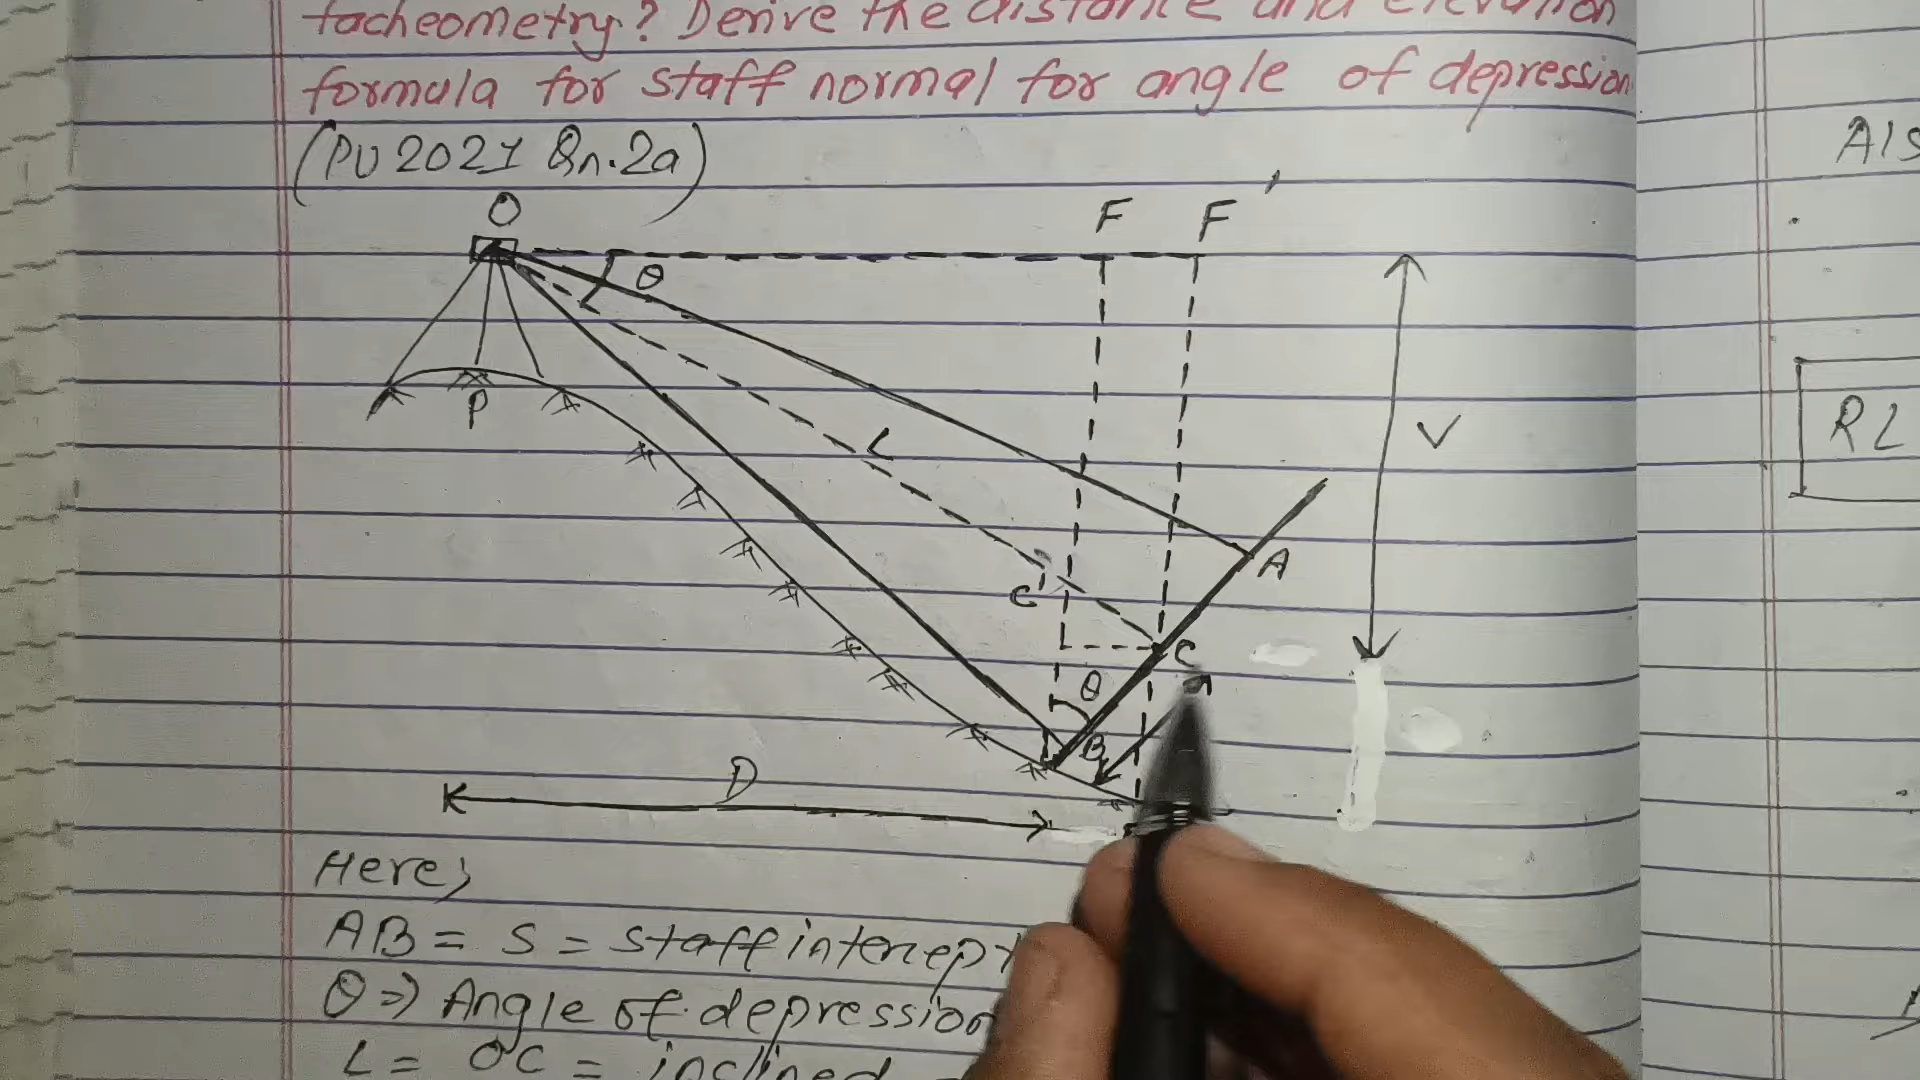 tacheometry? Derive the distance and elevation
formula for staff normal for angle of depression
(PU 2021 Qn.2a)
O
F
F'
θ
P
L
V
A
C'
C
θ
B
D
Here,
AB = S = staff intercept
θ => Angle of depression
L = OC = inclined
AlS
RL